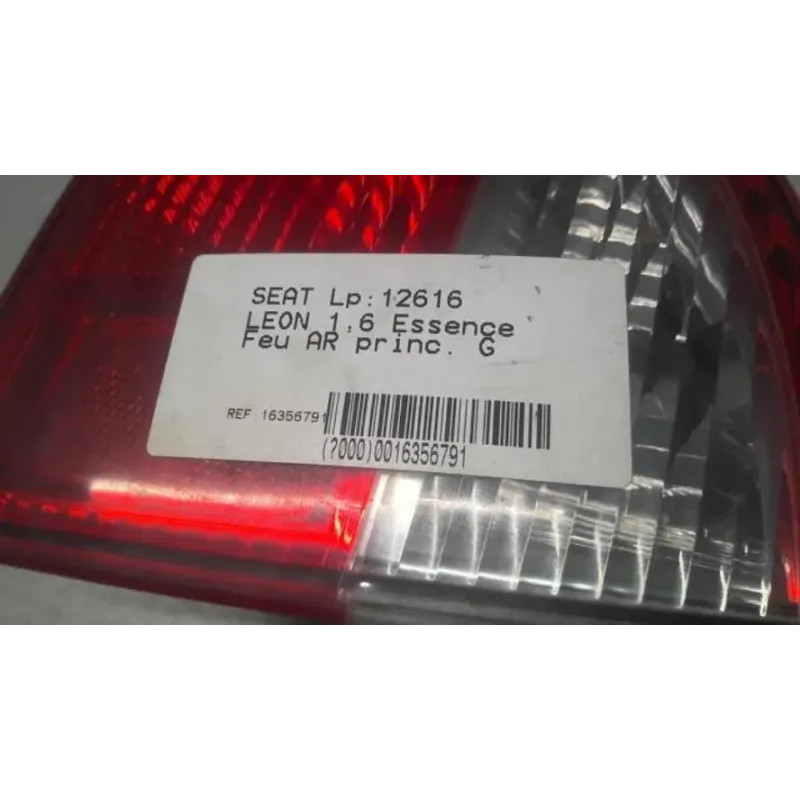 SEAT Lp:12616
LEON 1,6 Essence
Feu AR princ. G
REF:16356791
(?000)0016356791